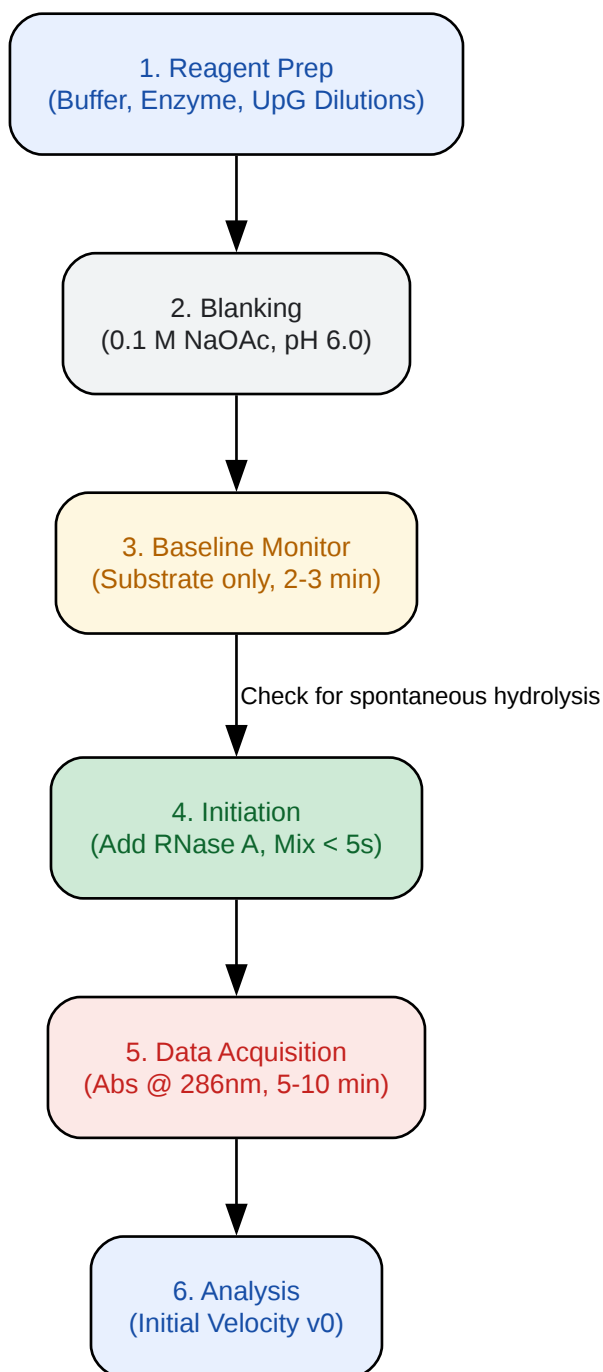 1. Reagent Prep
(Buffer, Enzyme, UpG Dilutions)
2. Blanking
(0.1 M NaOAc, pH 6.0)
3. Baseline Monitor
(Substrate only, 2-3 min)
Check for spontaneous hydrolysis
4. Initiation
(Add RNase A, Mix < 5s)
5. Data Acquisition
(Abs @ 286nm, 5-10 min)
6. Analysis
(Initial Velocity v0)